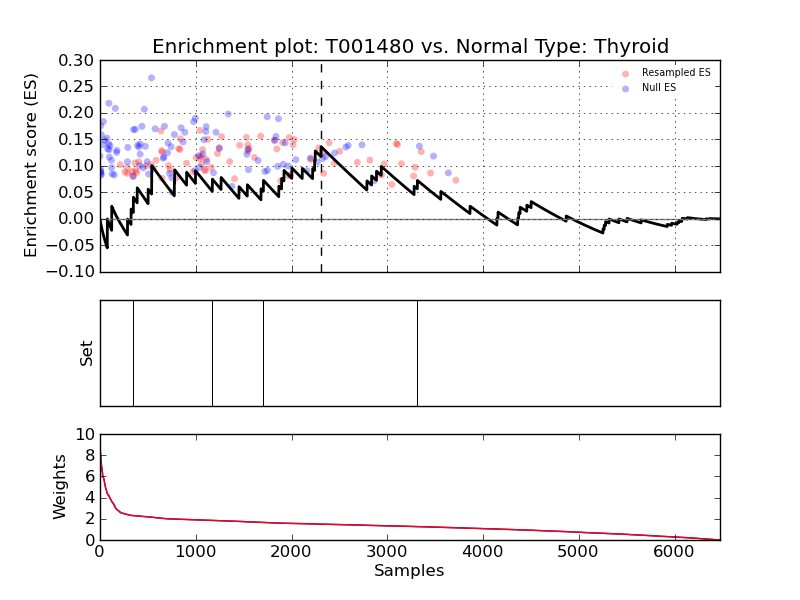 Enrichment plot: T001480 vs. Normal Type: Thyroid
Enrichment score (ES)
0.30
0.25
0.20
0.15
0.10
0.05
0.00
−0.05
−0.10
Resampled ES
Null ES
Set
Weights
10
8
6
4
2
0
0 1000 2000 3000 4000 5000 6000
Samples